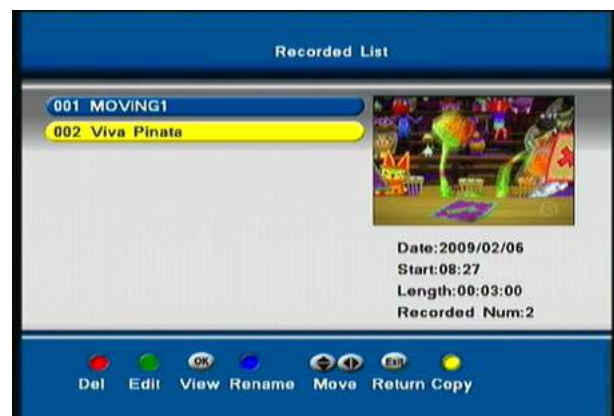 Recorded List
001 MOVING1
002 Viva Pinata
Date:2009/02/06
Start:08:27
Length:00:03:00
Recorded Num:2
OK Exit
Del Edit View Rename Move Return Copy